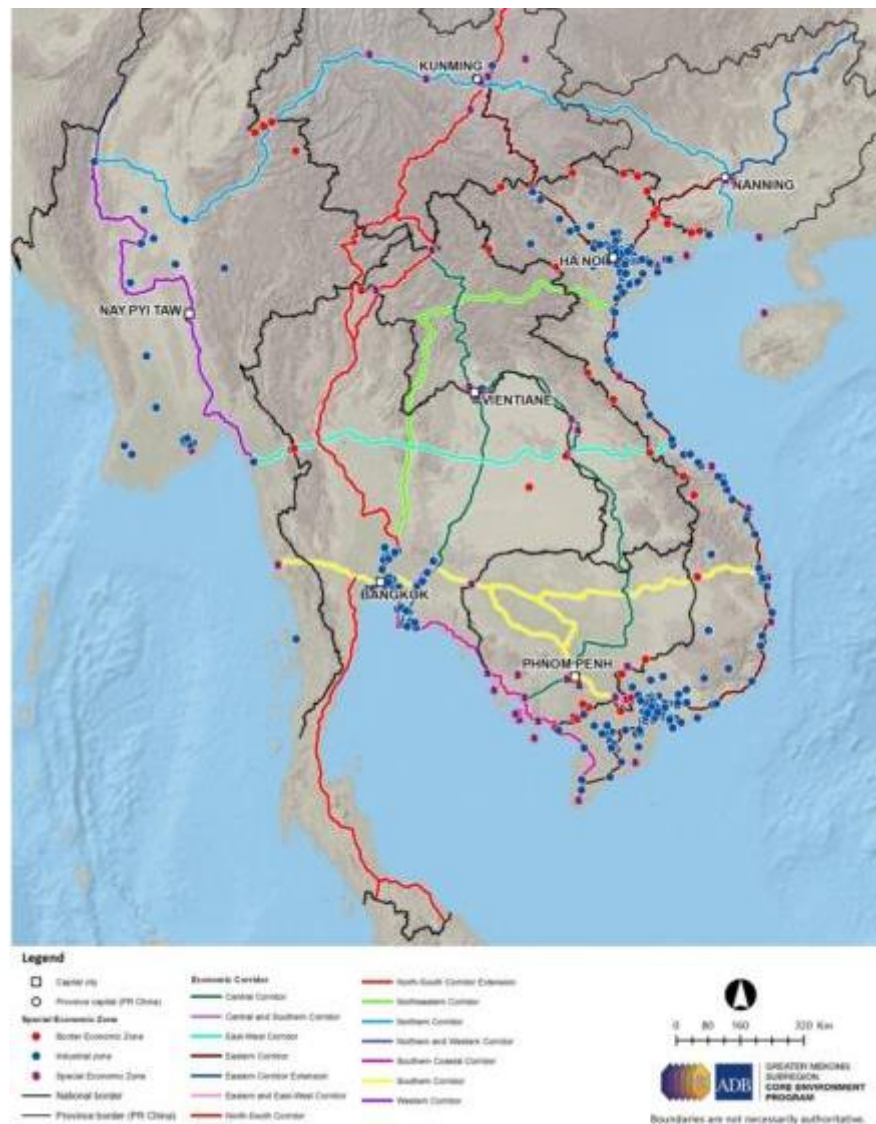 KUNMING
NANNING
HA NOI
NAY PYI TAW
VIENTIANE
BANGKOK
PHNOM PENH
Legend
Capital city
Province capital (PR China)
Special Economic Zone
Border Economic Zone
Industrial zone
Special Economic Zone
National border
Province border (PR China)
Economic Corridor
Central Corridor
Central and Southern Corridor
East-West Corridor
Eastern Corridor
Eastern Corridor Extension
Eastern and East-West Corridor
North-South Corridor
North-South Corridor Extension
Northeastern Corridor
Northern Corridor
Northern and Western Corridor
Southern Coastal Corridor
Southern Corridor
Western Corridor
0 80 160 320 Km
ADB
GREATER MEKONG
SUBREGION
CORE ENVIRONMENT
PROGRAM
Boundaries are not necessarily authoritative.